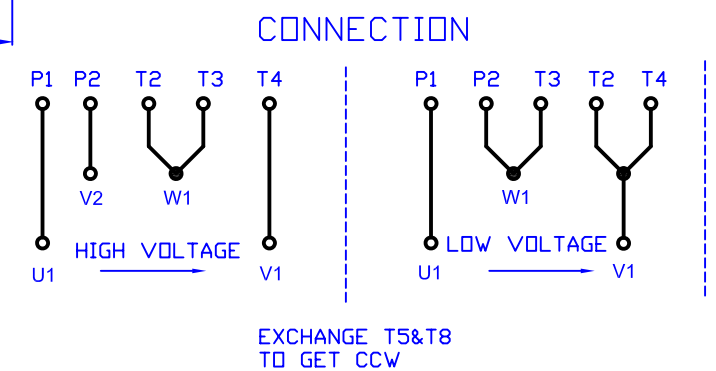 CONNECTION
P1 P2 T2 T3 T4
V2 W1
HIGH VOLTAGE
U1 V1
P1 P2 T3 T2 T4
W1
LOW VOLTAGE
U1 V1
EXCHANGE T5&T8
TO GET CCW